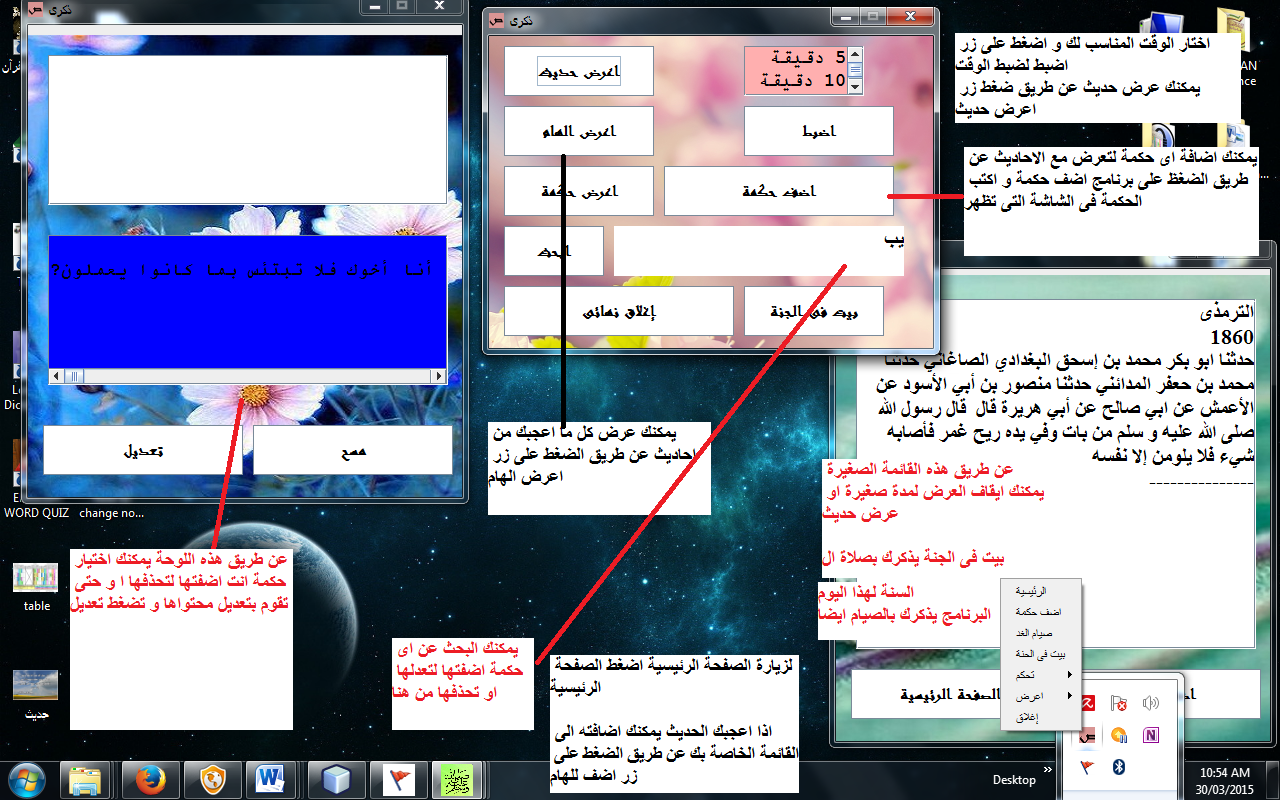 ذكرى
أنا أخوك فلا تبتئس بما كانوا يعملون?
تعديل
مسح
عن طريق هذه اللوحة يمكنك اختيار
حكمة انت اضفتها لتحذفها ا و حتى
تقوم بتعديل محتواها و تضغط تعديل
ذكرى
اعرض حديث
5 دقيقة
10 دقيقة
اعرض الهام
اضبط
اعرض حكمة
اضف حكمة
ابحث
يب
إغلاق نهائى
بيت فى الجنة
اختار الوقت المناسب لك و اضغط على زر
اضبط لضبط الوقت
يمكنك عرض حديث عن طريق ضغط زر
اعرض حديث
يمكنك اضافة اى حكمة لتعرض مع الاحاديث عن
طريق الضغظ على برنامج اضف حكمة و اكتب
الحكمة فى الشاشة التى تظهر
يمكنك عرض كل ما اعجبك من
احاديث عن طريق الضغط على زر
اعرض الهام
الترمذى
1860
حدثنا ابو بكر محمد بن إسحق البغدادي الصاغاني حدثنا
محمد بن جعفر المدائني حدثنا منصور بن أبي الأسود عن
الأعمش عن ابي صالح عن أبي هريرة قال قال رسول الله
صلى الله عليه و سلم من بات وفي يده ريح غمر فأصابه
شيء فلا يلومن إلا نفسه
--------------
عن طريق هذه القائمة الصغيرة
يمكنك ايقاف العرض لمدة صغيرة او
عرض حديث
بيت فى الجنة يذكرك بصلاة ال
السنة لهذا اليوم
البرنامج يذكرك بالصيام ايضا
الرئيسية
اضف حكمة
صيام الغد
بيت فى الجنة
تحكم
اعرض
إغلاق
الصفحة الرئيسية
يمكنك البحث عن اى
حكمة اضفتها لتعدلها
او تحذفها من هنا
لزيارة الصفحة الرئيسية اضغط الصفحة
الرئيسية
اذا اعجبك الحديث يمكنك اضافته الى
القائمة الخاصة بك عن طريق الضغط على
زر اضف للهام
WORD QUIZ
change no...
table
حديث
Desktop
10:54 AM
30/03/2015